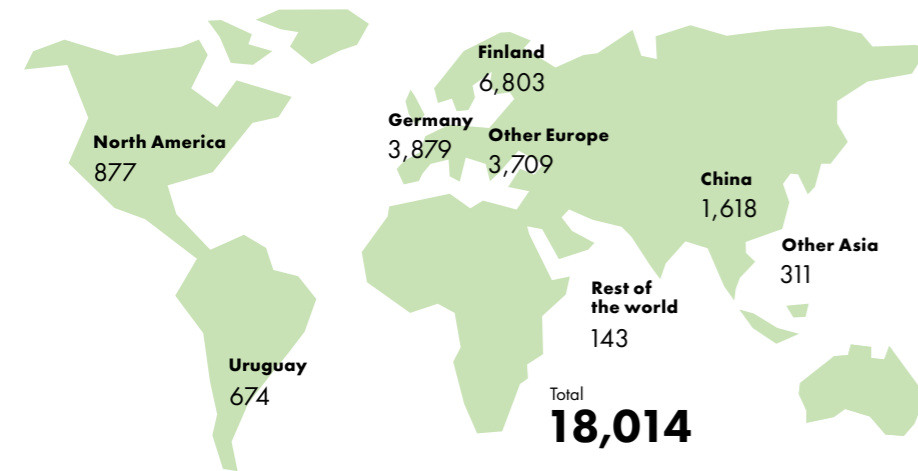 Finland
6,803
Germany
3,879
Other Europe
3,709
North America
877
China
1,618
Other Asia
311
Rest of
the world
143
Uruguay
674
Total
18,014